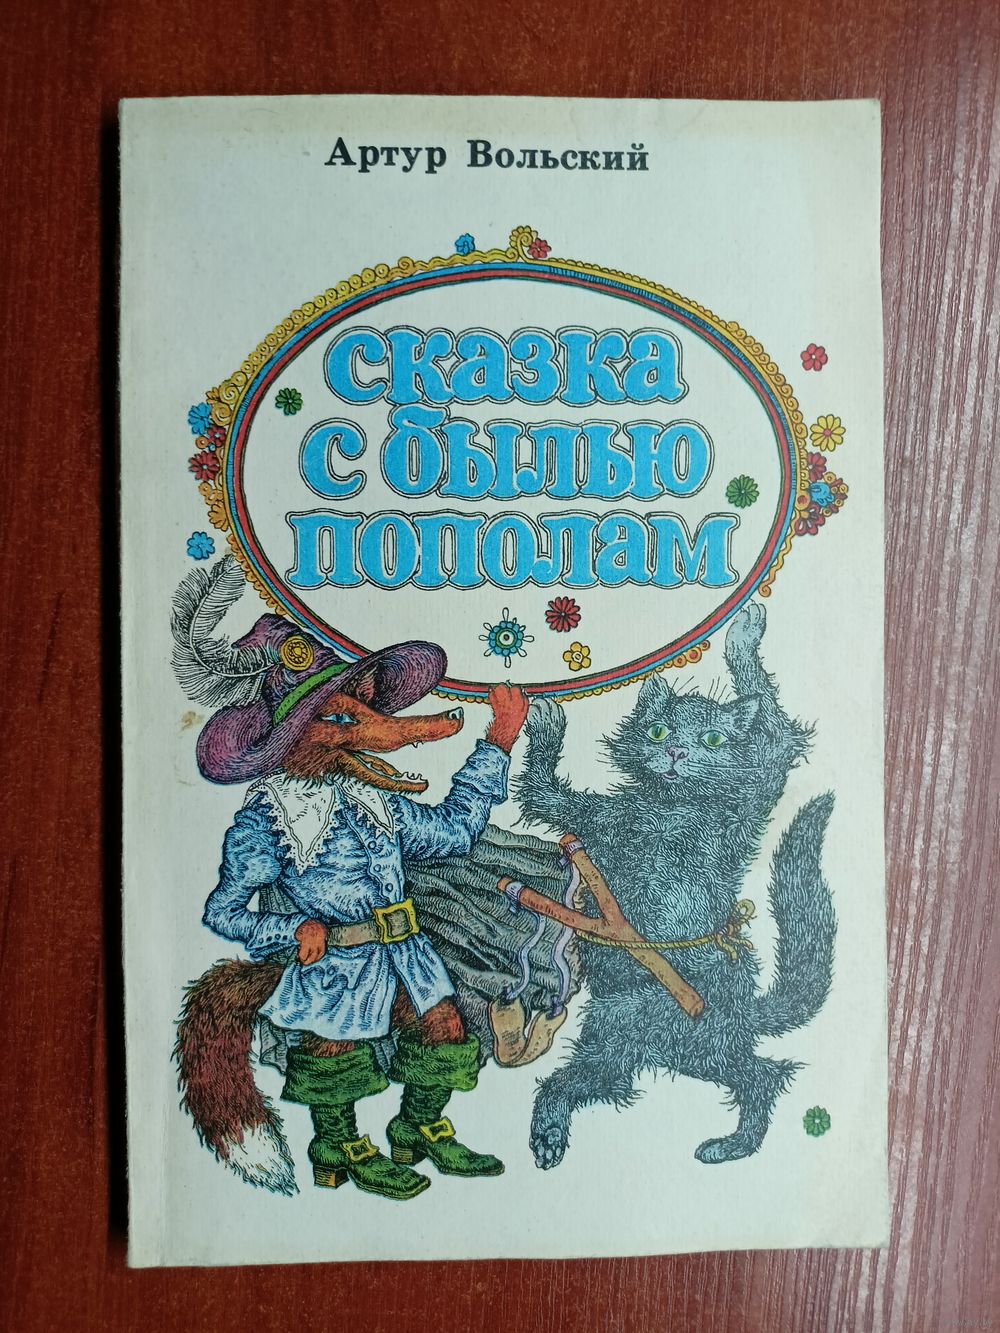 Артур Вольский
сказка
с былью
пополам